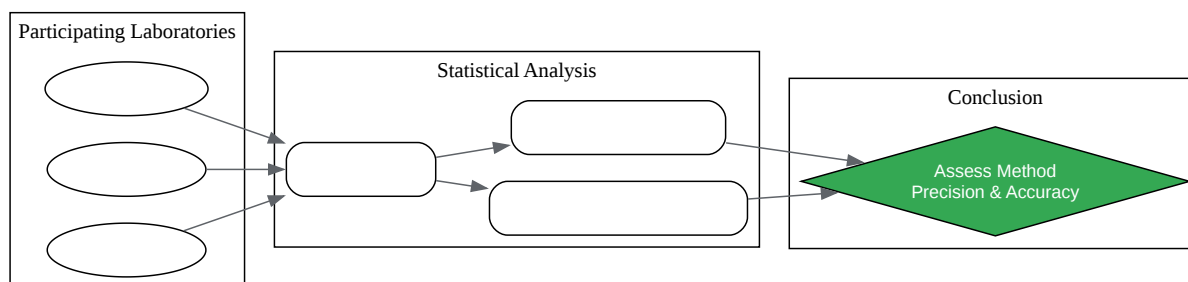 Participating Laboratories
Statistical Analysis
Conclusion
Assess Method
Precision & Accuracy